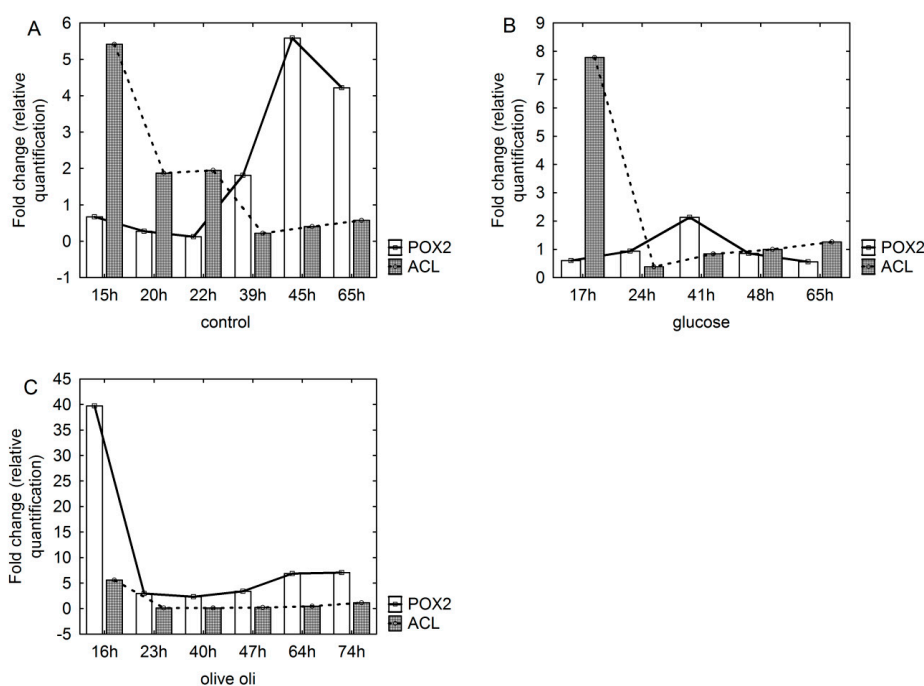 A
Fold change (relative
quantification)
6
5
4
3
2
1
0
-1
15h 20h 22h 39h 45h 65h
control
POX2
ACL
B
Fold change (relative
quantification)
9
8
7
6
5
4
3
2
1
0
17h 24h 41h 48h 65h
glucose
POX2
ACL
C
Fold change (relative
quantification)
45
40
35
30
25
20
15
10
5
0
-5
16h 23h 40h 47h 64h 74h
olive oli
POX2
ACL